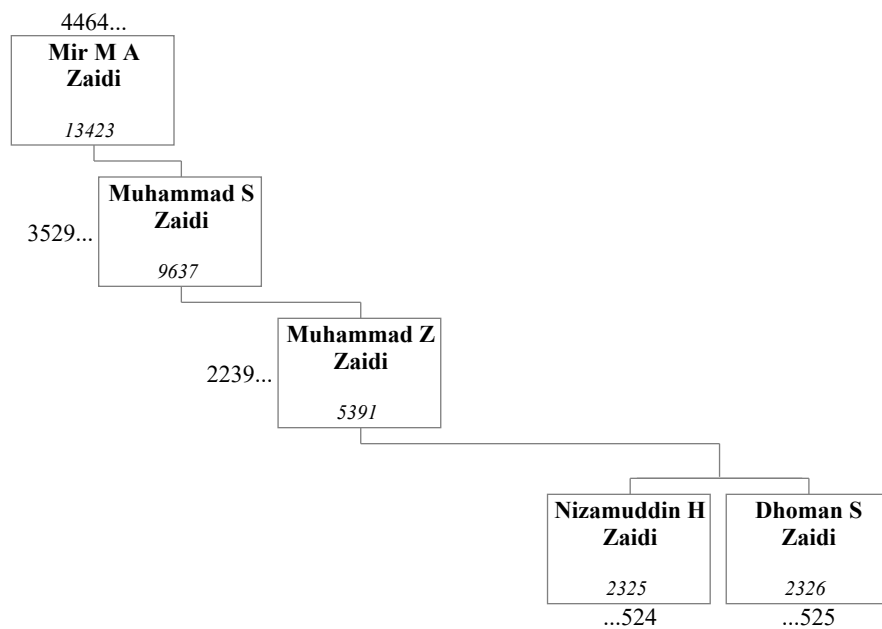 4464...
Mir M A
Zaidi
13423
Muhammad S
Zaidi
3529...
9637
Muhammad Z
Zaidi
2239...
5391
Nizamuddin H
Zaidi
2325
...524
Dhoman S
Zaidi
2326
...525